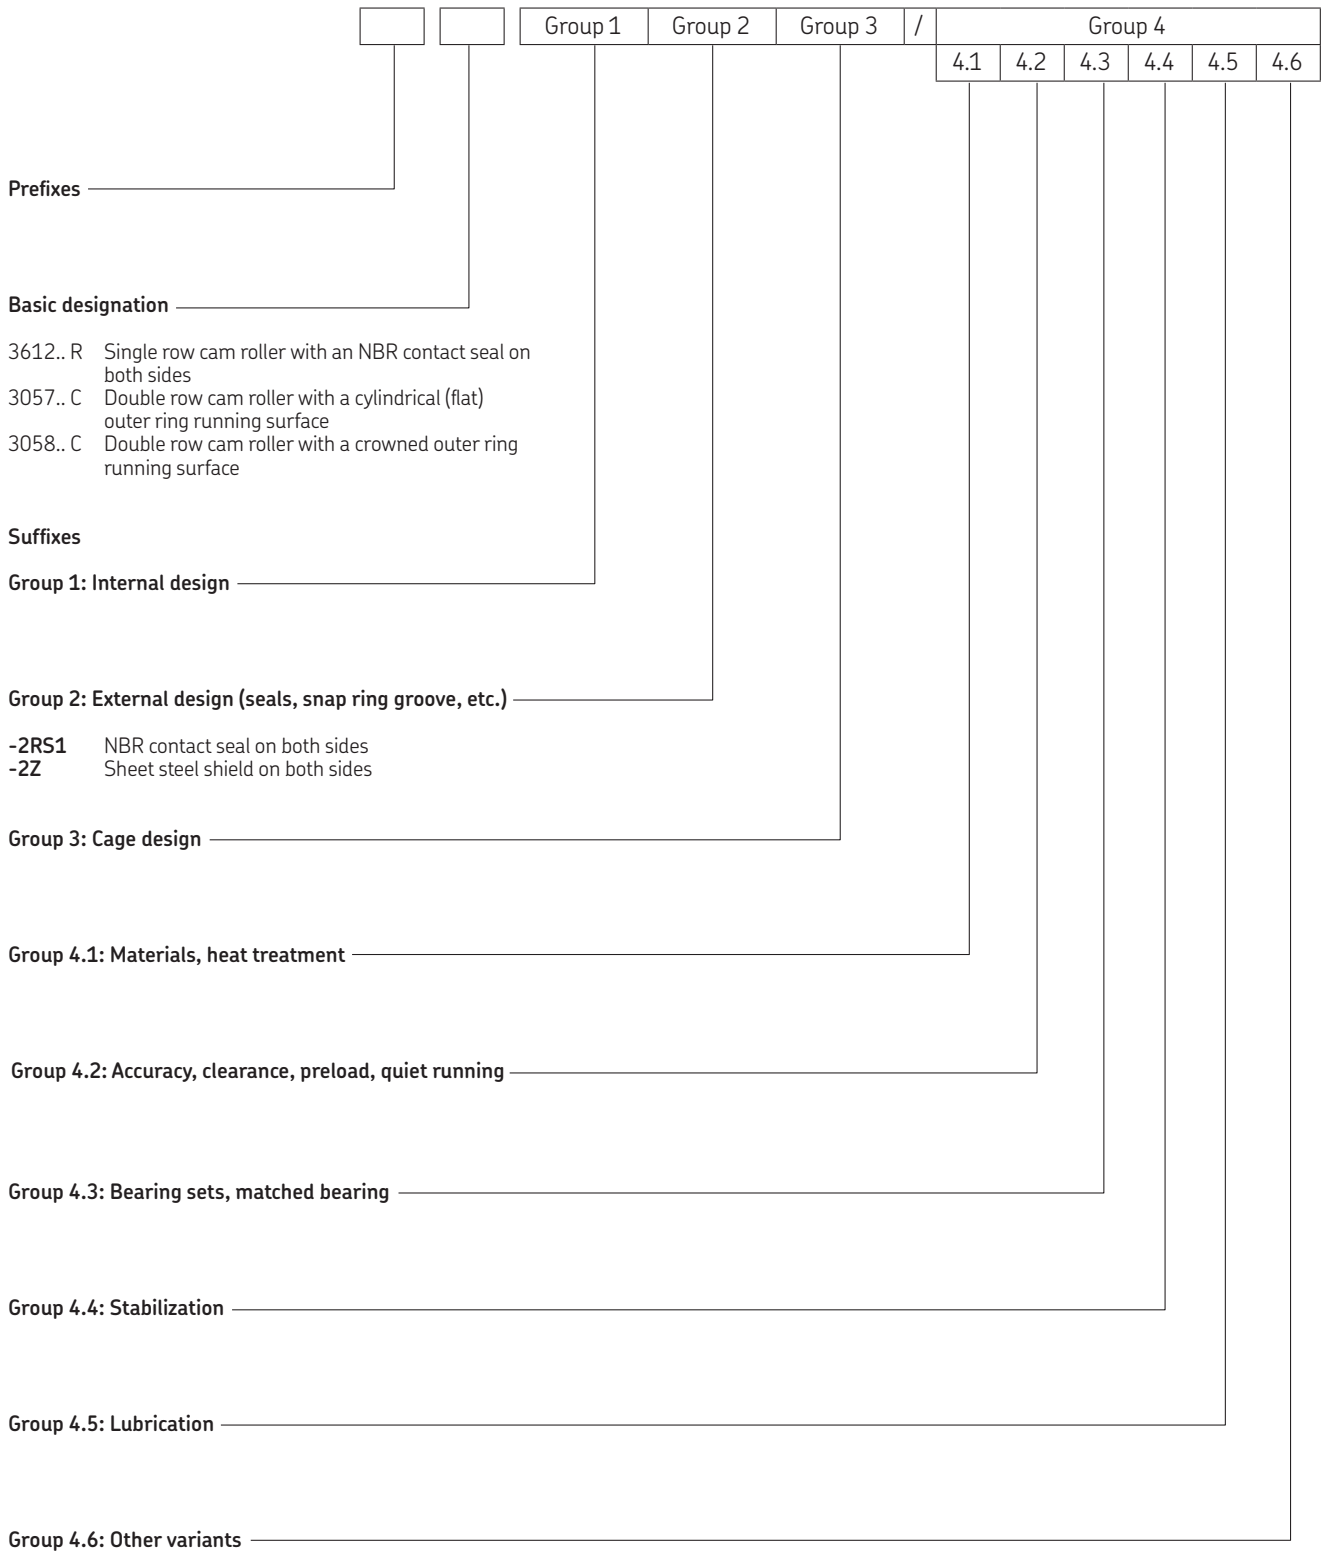 Group 1 Group 2 Group 3 / Group 4
4.1 4.2 4.3 4.4 4.5 4.6
Prefixes
Basic designation
3612.. R Single row cam roller with an NBR contact seal on
both sides
3057.. C Double row cam roller with a cylindrical (flat)
outer ring running surface
3058.. C Double row cam roller with a crowned outer ring
running surface
Suffixes
Group 1: Internal design
Group 2: External design (seals, snap ring groove, etc.)
-2RS1 NBR contact seal on both sides
-2Z Sheet steel shield on both sides
Group 3: Cage design
Group 4.1: Materials, heat treatment
Group 4.2: Accuracy, clearance, preload, quiet running
Group 4.3: Bearing sets, matched bearing
Group 4.4: Stabilization
Group 4.5: Lubrication
Group 4.6: Other variants